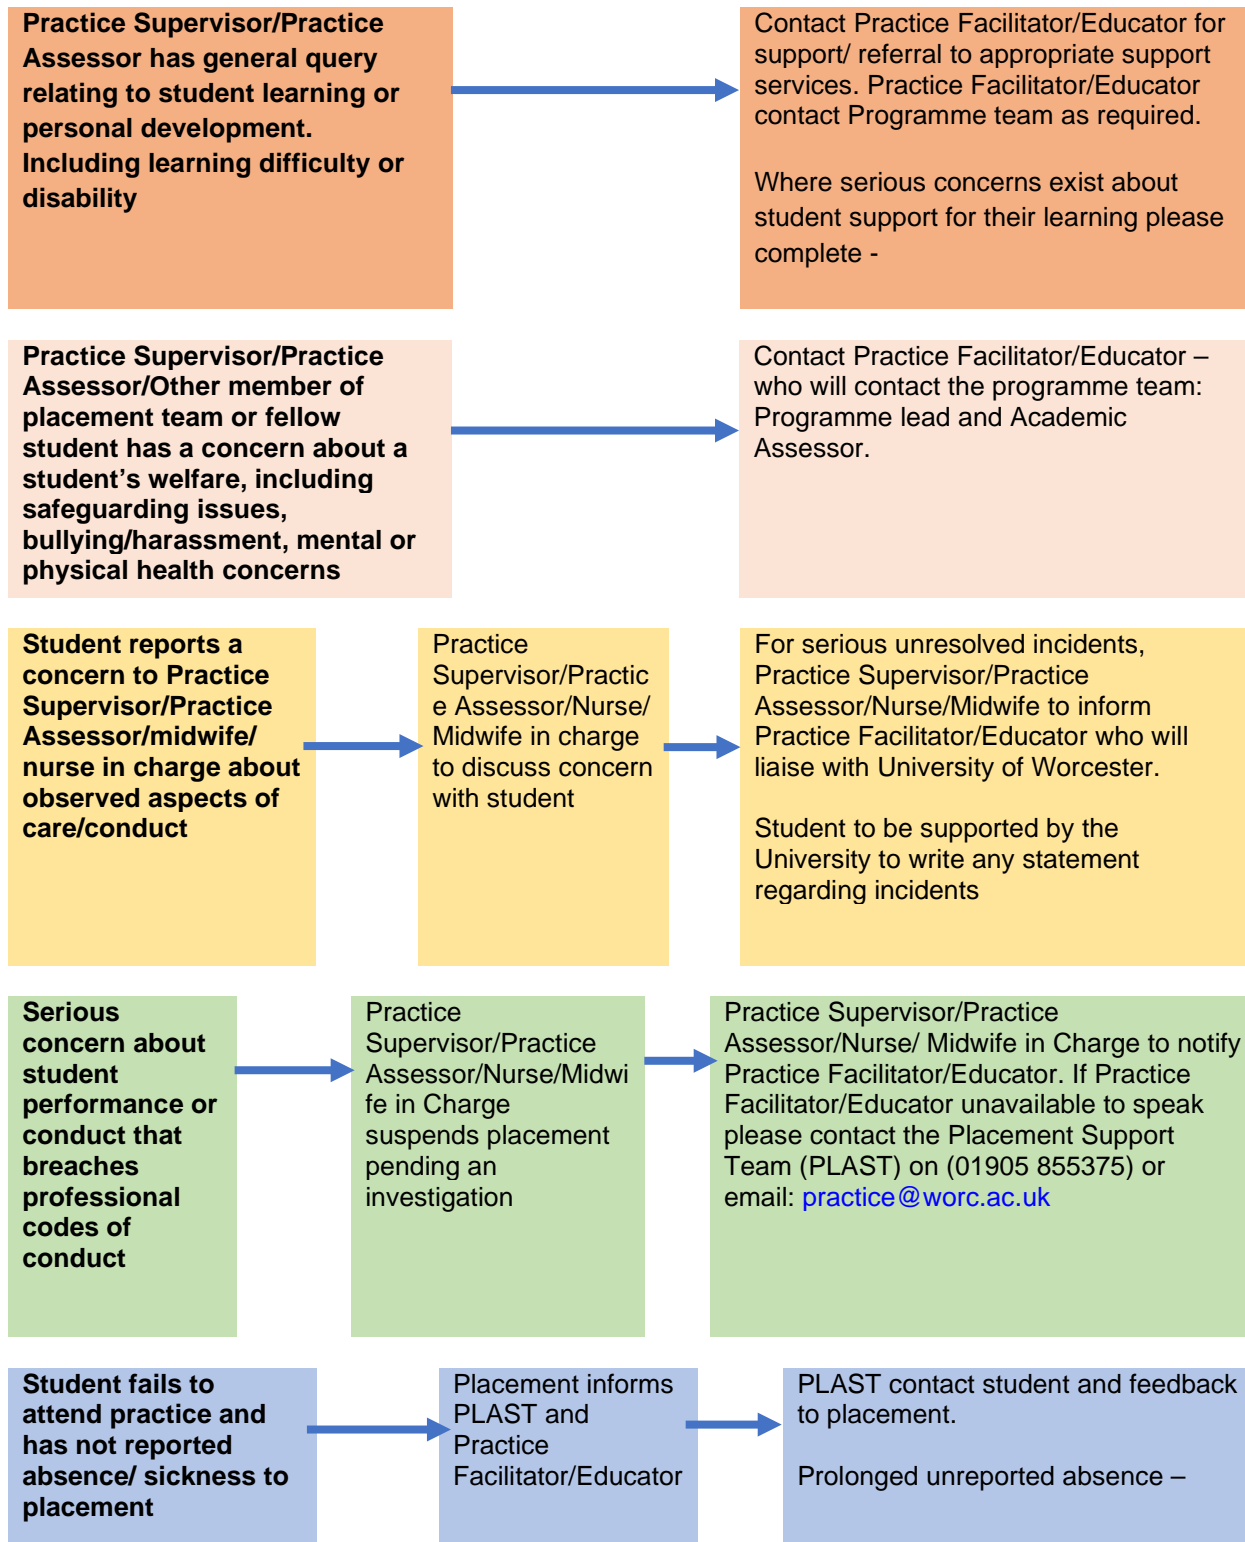 Practice Supervisor/Practice
Assessor has general query
relating to student learning or
personal development.
Including learning difficulty or
disability
Contact Practice Facilitator/Educator for
support/ referral to appropriate support
services. Practice Facilitator/Educator
contact Programme team as required.
Where serious concerns exist about
student support for their learning please
complete -
Practice Supervisor/Practice
Assessor/Other member of
placement team or fellow
student has a concern about a
student’s welfare, including
safeguarding issues,
bullying/harassment, mental or
physical health concerns
Contact Practice Facilitator/Educator –
who will contact the programme team:
Programme lead and Academic
Assessor.
Student reports a
concern to Practice
Supervisor/Practice
Assessor/midwife/
nurse in charge about
observed aspects of
care/conduct
Practice
Supervisor/Practic
e Assessor/Nurse/
Midwife in charge
to discuss concern
with student
For serious unresolved incidents,
Practice Supervisor/Practice
Assessor/Nurse/Midwife to inform
Practice Facilitator/Educator who will
liaise with University of Worcester.
Student to be supported by the
University to write any statement
regarding incidents
Serious
concern about
student
performance or
conduct that
breaches
professional
codes of
conduct
Practice
Supervisor/Practice
Assessor/Nurse/Midwi
fe in Charge
suspends placement
pending an
investigation
Practice Supervisor/Practice
Assessor/Nurse/ Midwife in Charge to notify
Practice Facilitator/Educator. If Practice
Facilitator/Educator unavailable to speak
please contact the Placement Support
Team (PLAST) on (01905 855375) or
email: practice@worc.ac.uk
Student fails to
attend practice and
has not reported
absence/ sickness to
placement
Placement informs
PLAST and
Practice
Facilitator/Educator
PLAST contact student and feedback
to placement.
Prolonged unreported absence –